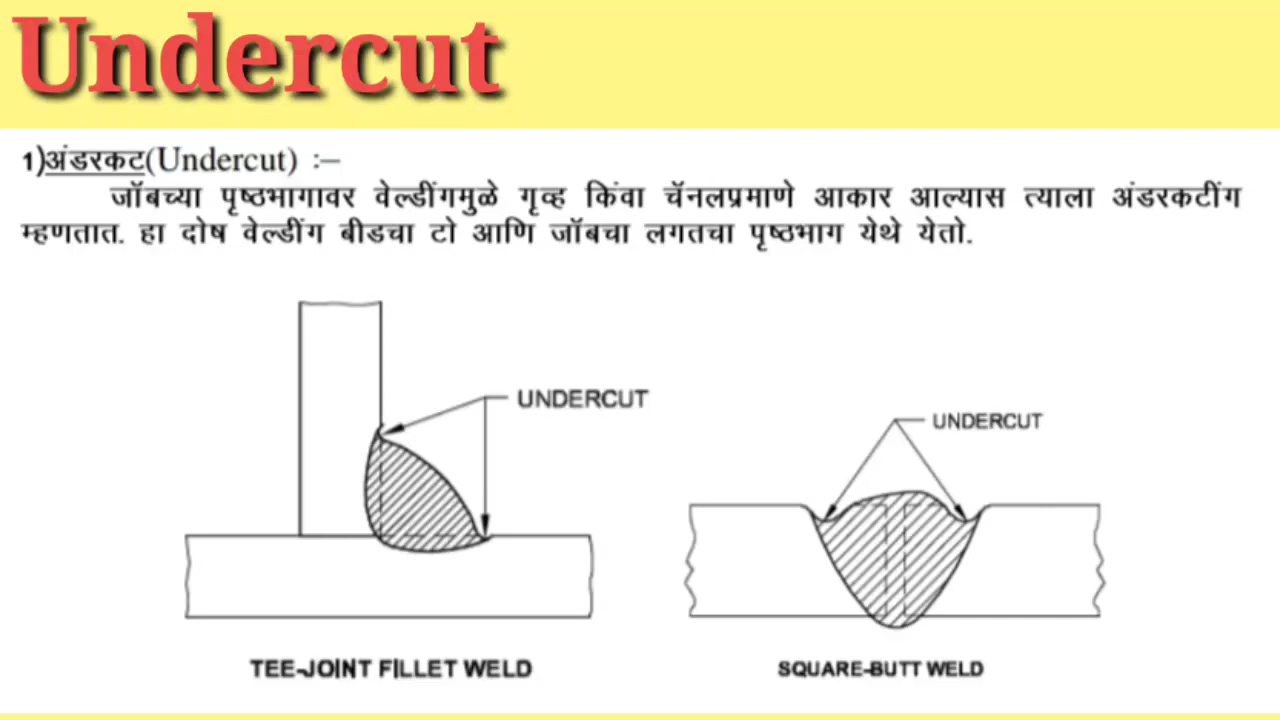 Undercut
1)अंडरकट(Undercut) :–
जॉबच्या पृष्ठभागावर वेल्डींगमुळे गृव्ह किंवा चॅनलप्रमाणे आकार आल्यास त्याला अंडरकटींग
म्हणतात. हा दोष वेल्डींग बीडचा टो आणि जॉबचा लगतचा पृष्ठभाग येथे येतो.
UNDERCUT
UNDERCUT
TEE-JOINT FILLET WELD
SQUARE-BUTT WELD